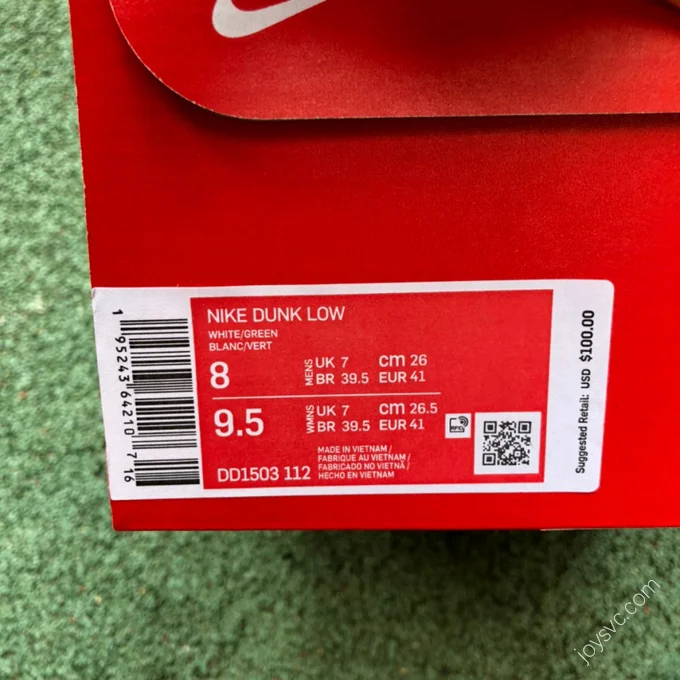 NIKE DUNK LOW
WHITE/GREEN
BLANC/VERT
8
MENS
UK 7 cm 26
BR 39.5 EUR 41
9.5
WMNS
UK 7 cm 26.5
BR 39.5 EUR 41
DD1503 112
MADE IN VIETNAM /
FABRIQUE AU VIETNAM /
FABRICADO NO VIETNÃ /
HECHO EN VIETNAM
RFID
1 95243 64210 7 16
Suggested Retail: USD $100.00
joysvc.com